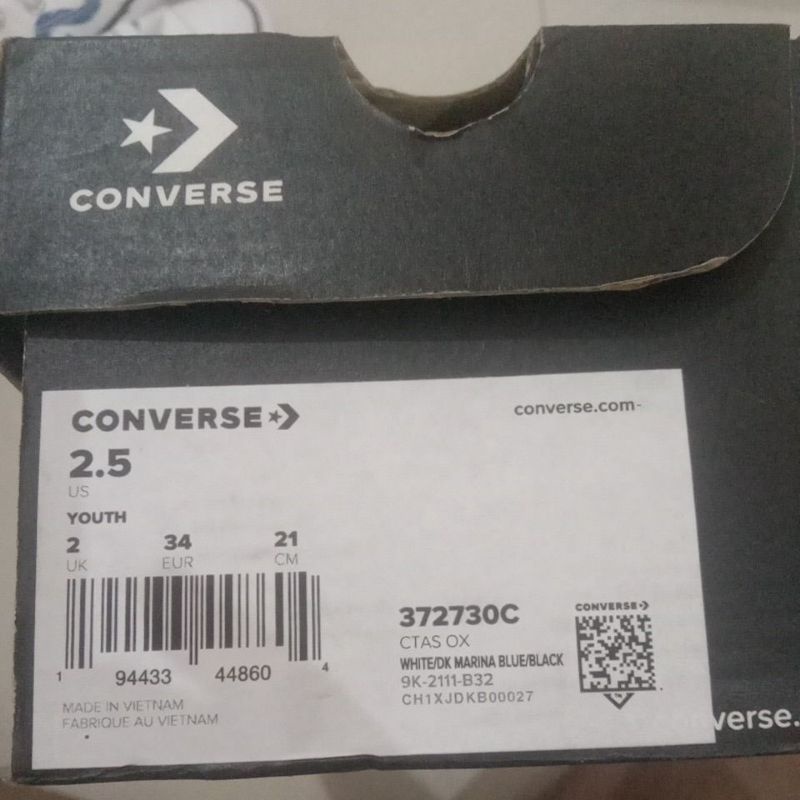 CONVERSE
CONVERSE
converse.com
2.5
US
YOUTH
2 34 21
UK EUR CM
1 94433 44860 4
MADE IN VIETNAM
FABRIQUE AU VIETNAM
CONVERSE
372730C
CTAS OX
WHITE/DK MARINA BLUE/BLACK
9K-2111-B32
CH1XJDKB00027
verse.